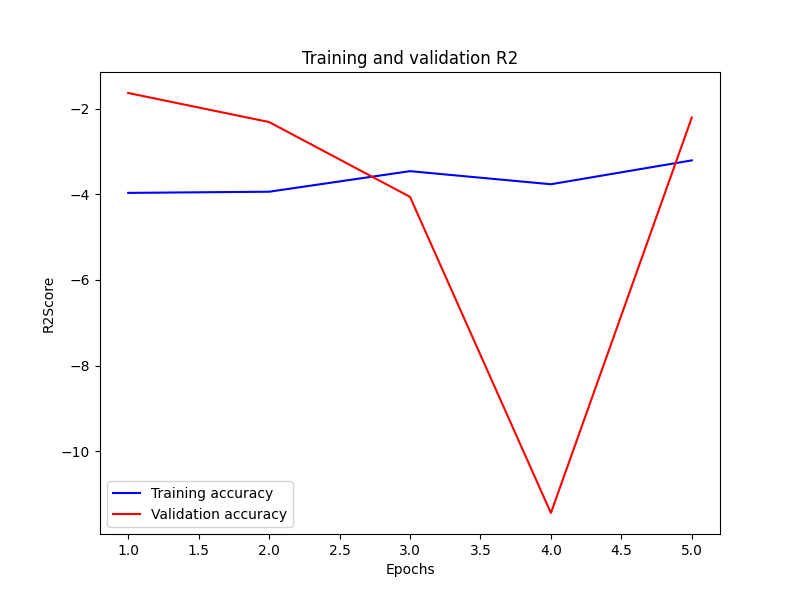 Training and validation R2
−2
−4
−6
−8
−10
R2Score
Training accuracy
Validation accuracy
1.0 1.5 2.0 2.5 3.0 3.5 4.0 4.5 5.0
Epochs